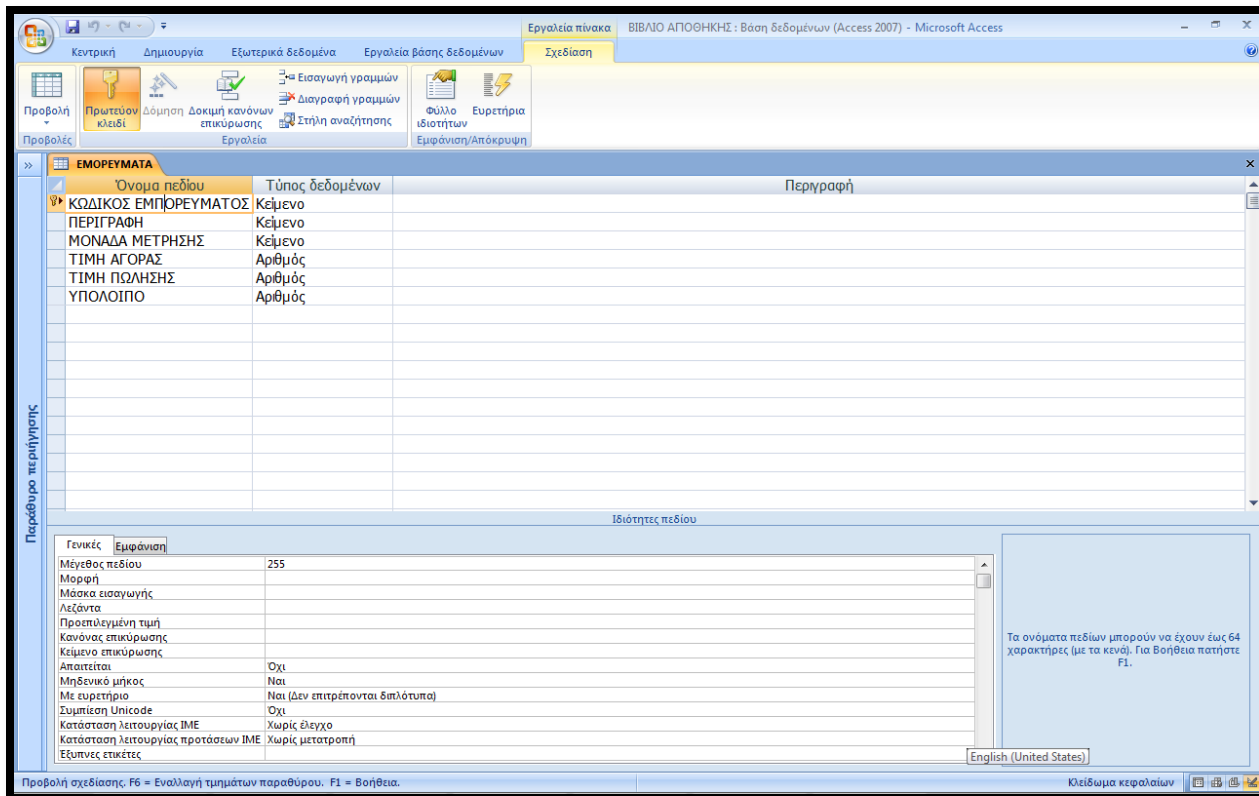 Εργαλεία πίνακα ΒΙΒΛΙΟ ΑΠΟΘΗΚΗΣ : Βάση δεδομένων (Access 2007) - Microsoft Access
Κεντρική Δημιουργία Εξωτερικά δεδομένα Εργαλεία βάσης δεδομένων Σχεδίαση
Προβολή
Πρωτεύον κλειδί
Δόμηση
Δοκιμή κανόνων επικύρωσης
Εισαγωγή γραμμών
Διαγραφή γραμμών
Στήλη αναζήτησης
Φύλλο ιδιοτήτων
Ευρετήρια
Προβολές Εργαλεία Εμφάνιση/Απόκρυψη
ΕΜΟΡΕΥΜΑΤΑ
Όνομα πεδίου Τύπος δεδομένων Περιγραφή
ΚΩΔΙΚΟΣ ΕΜΠΟΡΕΥΜΑΤΟΣ Κείμενο
ΠΕΡΙΓΡΑΦΗ Κείμενο
ΜΟΝΑΔΑ ΜΕΤΡΗΣΗΣ Κείμενο
ΤΙΜΗ ΑΓΟΡΑΣ Αριθμός
ΤΙΜΗ ΠΩΛΗΣΗΣ Αριθμός
ΥΠΟΛΟΙΠΟ Αριθμός
Παράθυρο περιήγησης
Ιδιότητες πεδίου
Γενικές Εμφάνιση
Μέγεθος πεδίου 255
Μορφή
Μάσκα εισαγωγής
Λεζάντα
Προεπιλεγμένη τιμή
Κανόνας επικύρωσης
Κείμενο επικύρωσης
Απαιτείται Όχι
Μηδενικό μήκος Ναι
Με ευρετήριο Ναι (Δεν επιτρέπονται διπλότυπα)
Συμπίεση Unicode Όχι
Κατάσταση λειτουργίας IME Χωρίς έλεγχο
Κατάσταση λειτουργίας προτάσεων IME Χωρίς μετατροπή
Έξυπνες ετικέτες
Τα ονόματα πεδίων μπορούν να έχουν έως 64
χαρακτήρες (με τα κενά). Για Βοήθεια πατήστε
F1.
English (United States)
Προβολή σχεδίασης. F6 = Εναλλαγή τμημάτων παραθύρου. F1 = Βοήθεια. Κλείδωμα κεφαλαίων